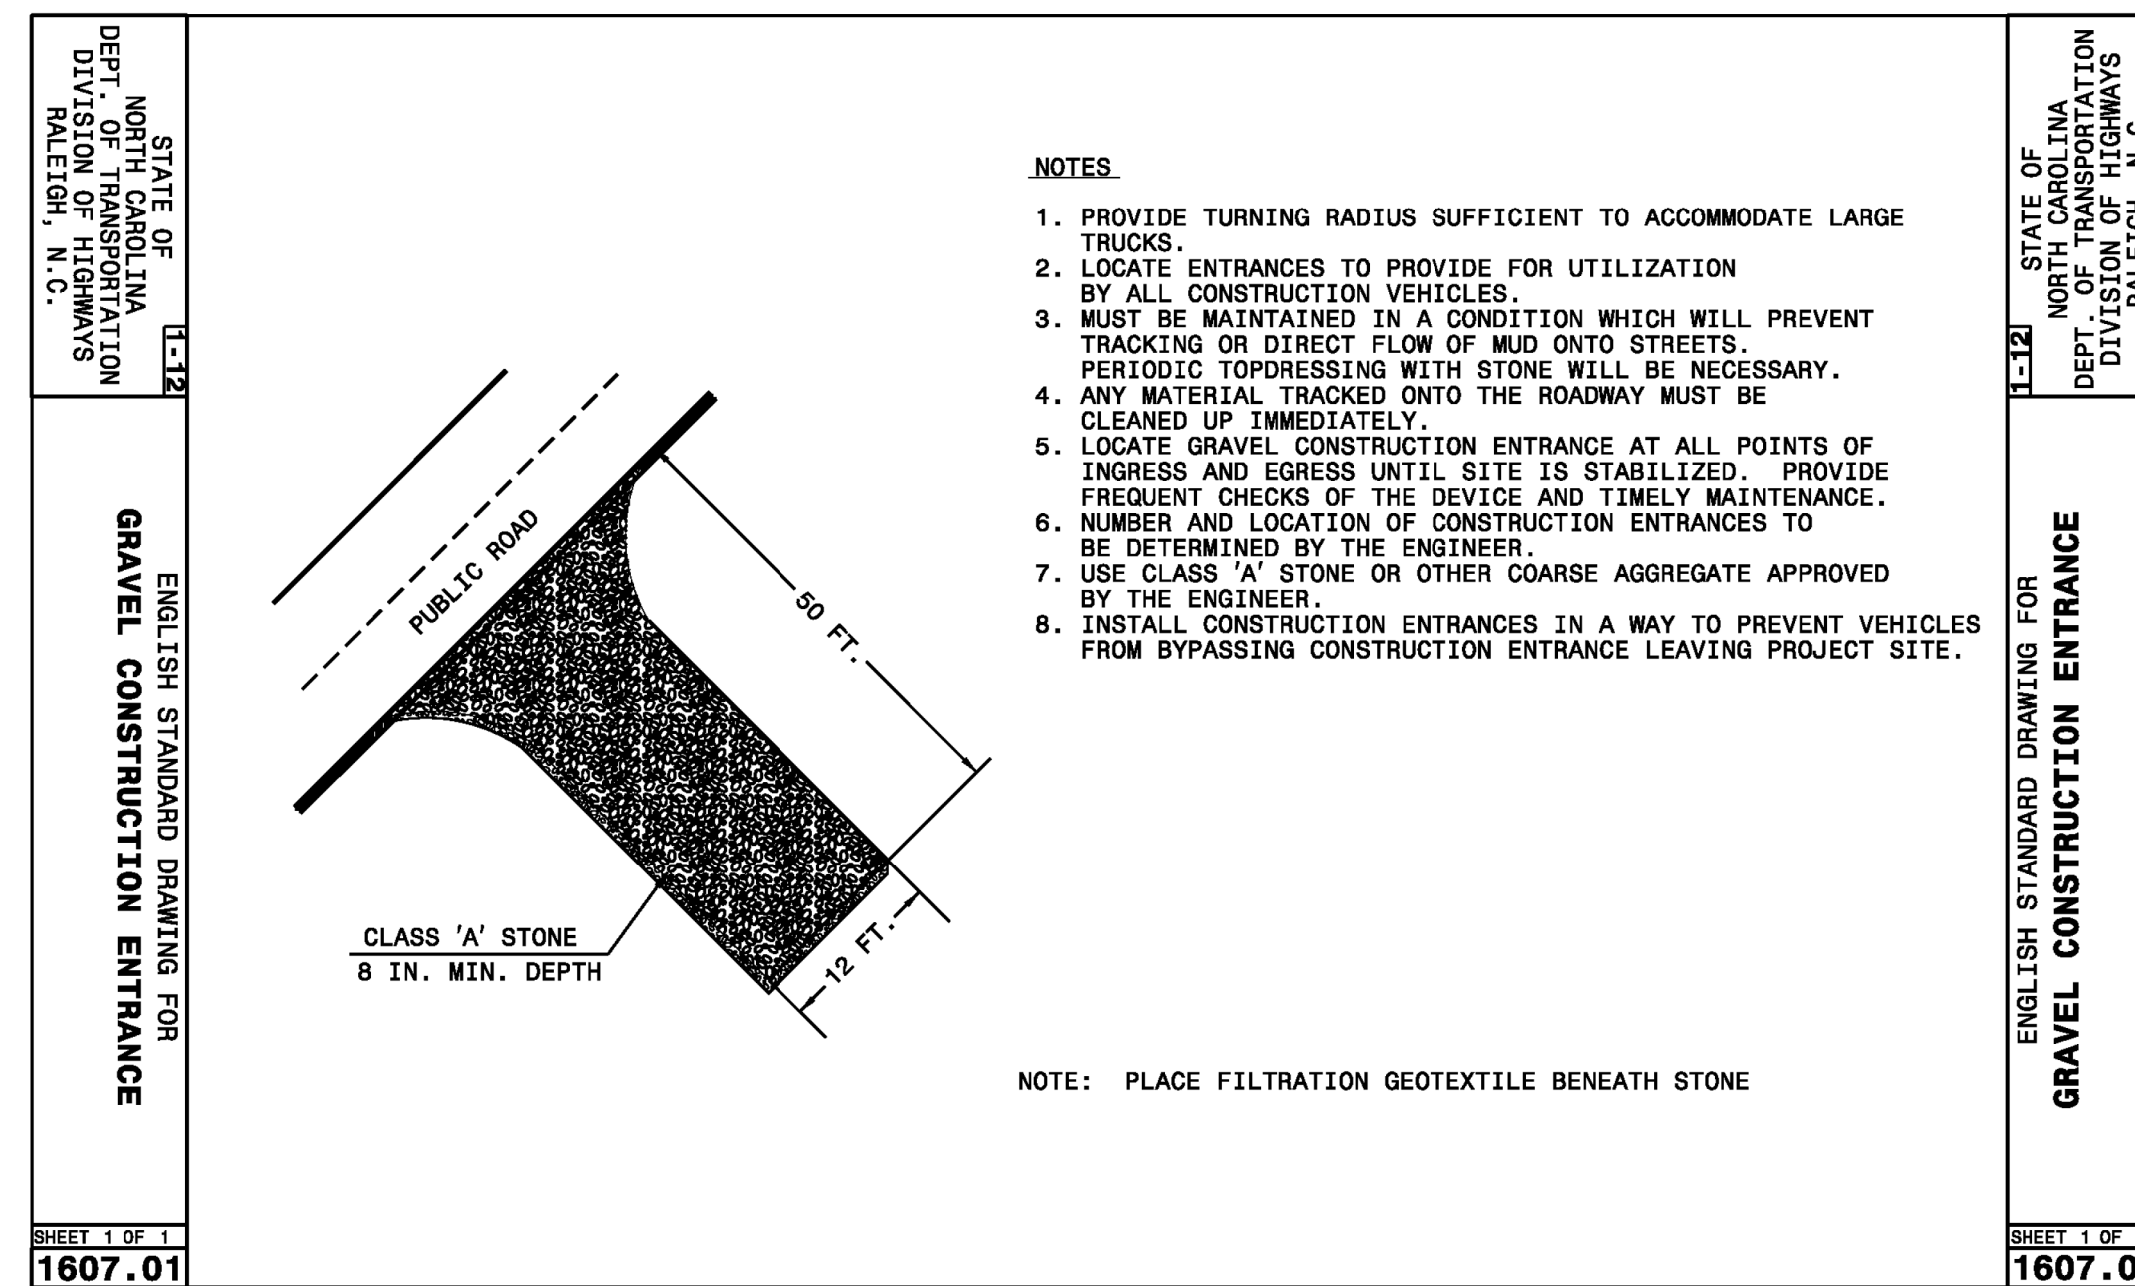 STATE OF
NORTH CAROLINA
DEPT. OF TRANSPORTATION
DIVISION OF HIGHWAYS
RALEIGH, N.C.
1-12
ENGLISH STANDARD DRAWING FOR
GRAVEL CONSTRUCTION ENTRANCE
SHEET 1 OF 1
1607.01
PUBLIC ROAD
50 FT.
12 FT.
CLASS 'A' STONE
8 IN. MIN. DEPTH
NOTES
1. PROVIDE TURNING RADIUS SUFFICIENT TO ACCOMMODATE LARGE
TRUCKS.
2. LOCATE ENTRANCES TO PROVIDE FOR UTILIZATION
BY ALL CONSTRUCTION VEHICLES.
3. MUST BE MAINTAINED IN A CONDITION WHICH WILL PREVENT
TRACKING OR DIRECT FLOW OF MUD ONTO STREETS.
PERIODIC TOPDRESSING WITH STONE WILL BE NECESSARY.
4. ANY MATERIAL TRACKED ONTO THE ROADWAY MUST BE
CLEANED UP IMMEDIATELY.
5. LOCATE GRAVEL CONSTRUCTION ENTRANCE AT ALL POINTS OF
INGRESS AND EGRESS UNTIL SITE IS STABILIZED. PROVIDE
FREQUENT CHECKS OF THE DEVICE AND TIMELY MAINTENANCE.
6. NUMBER AND LOCATION OF CONSTRUCTION ENTRANCES TO
BE DETERMINED BY THE ENGINEER.
7. USE CLASS 'A' STONE OR OTHER COARSE AGGREGATE APPROVED
BY THE ENGINEER.
8. INSTALL CONSTRUCTION ENTRANCES IN A WAY TO PREVENT VEHICLES
FROM BYPASSING CONSTRUCTION ENTRANCE LEAVING PROJECT SITE.
NOTE: PLACE FILTRATION GEOTEXTILE BENEATH STONE
1-12
STATE OF
NORTH CAROLINA
DEPT. OF TRANSPORTATION
DIVISION OF HIGHWAYS
ENGLISH STANDARD DRAWING FOR
GRAVEL CONSTRUCTION ENTRANCE
SHEET 1 OF
1607.0